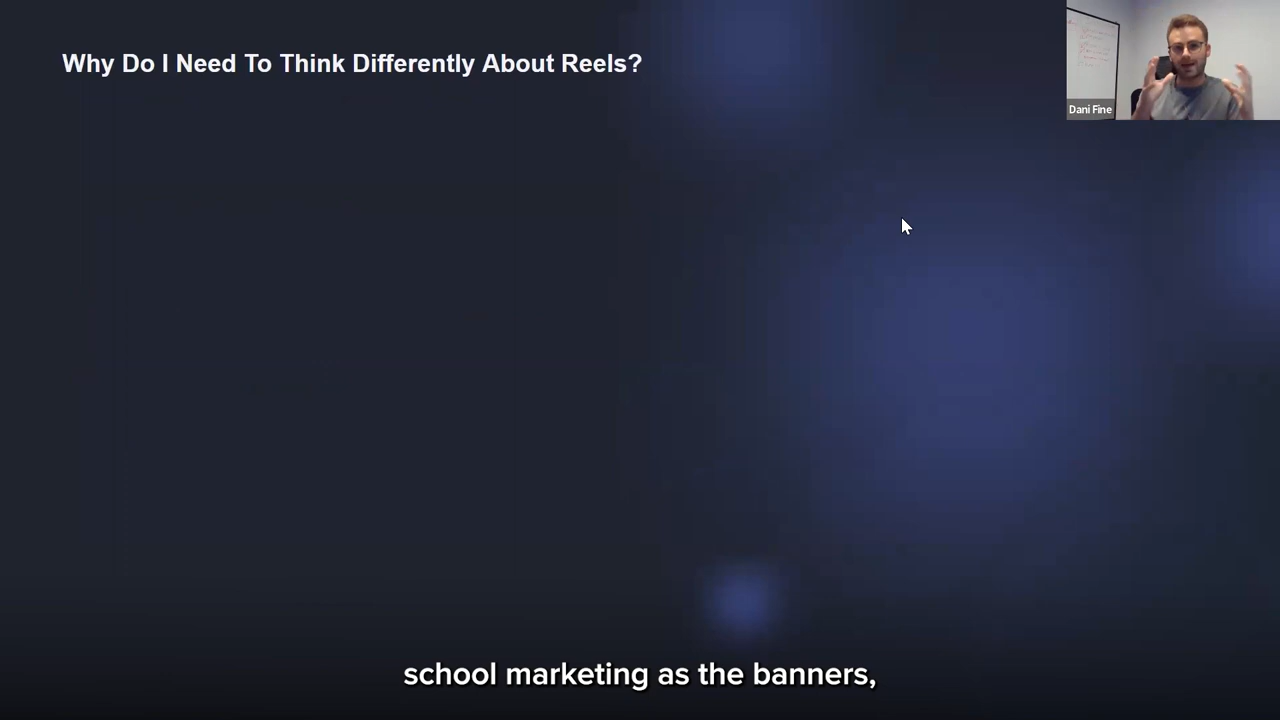 Why Do I Need To Think Differently About Reels?
Dani Fine
school marketing as the banners,